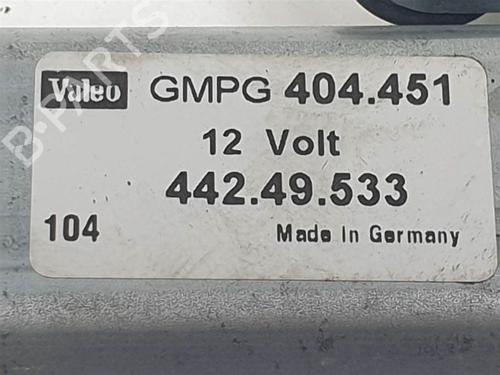 Valeo GMPG 404.451
12 Volt
442.49.533
104 Made in Germany
B-PARTS